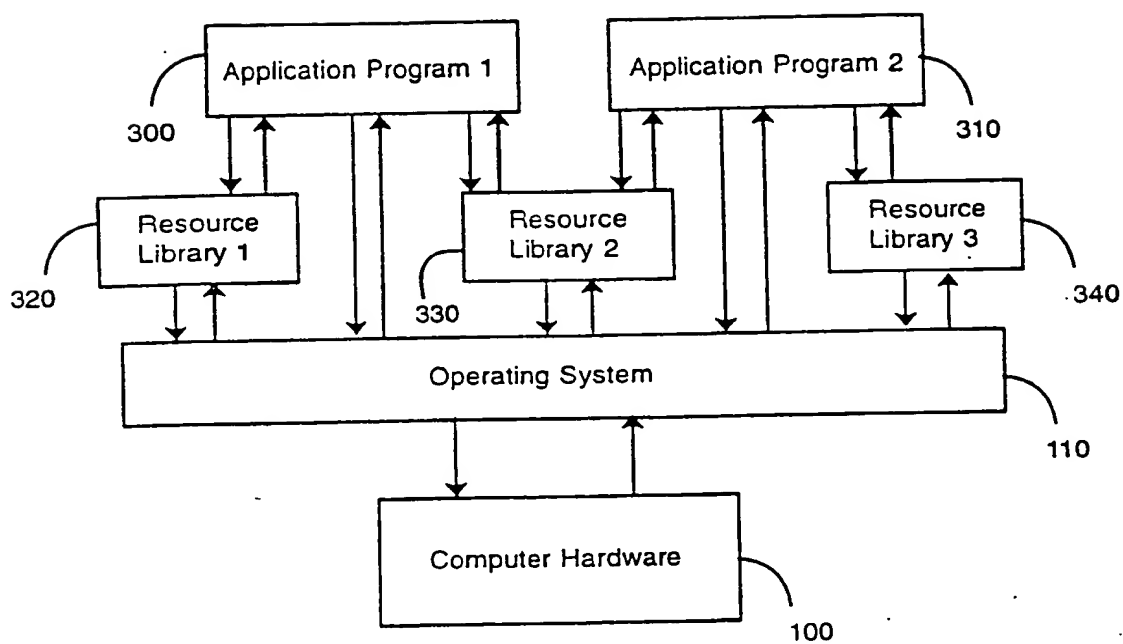 Application Program 1
Application Program 2
300
310
Resource
Library 1
Resource
Library 2
Resource
Library 3
320
330
340
Operating System
110
Computer Hardware
100